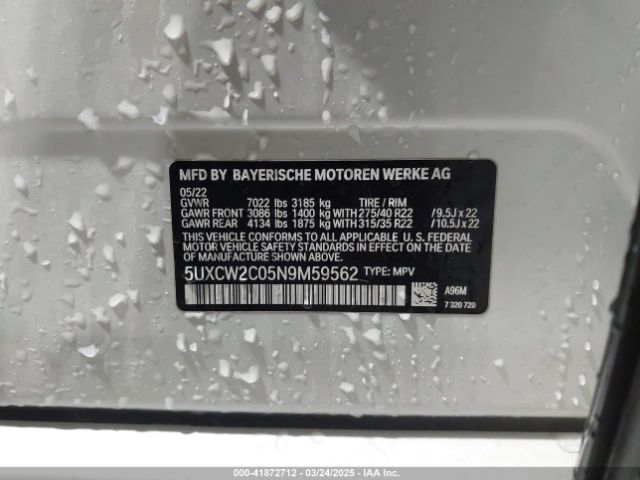 MFD BY BAYERISCHE MOTOREN WERKE AG
05/22
GVWR 7022 lbs 3185 kg TIRE / RIM
GAWR FRONT 3086 lbs 1400 kg WITH 275/40 R22 /9.5J x 22
GAWR REAR 4134 lbs 1875 kg WITH 315/35 R22 /10.5J x 22
THIS VEHICLE CONFORMS TO ALL APPLICABLE U. S. FEDERAL
MOTOR VEHICLE SAFETY STANDARDS IN EFFECT ON THE DATE
OF MANUFACTURE SHOWN ABOVE.
5UXCW2C05N9M59562 TYPE: MPV
A96M
7 320 729
000-41872712 - 03/24/2025 - IAA Inc.